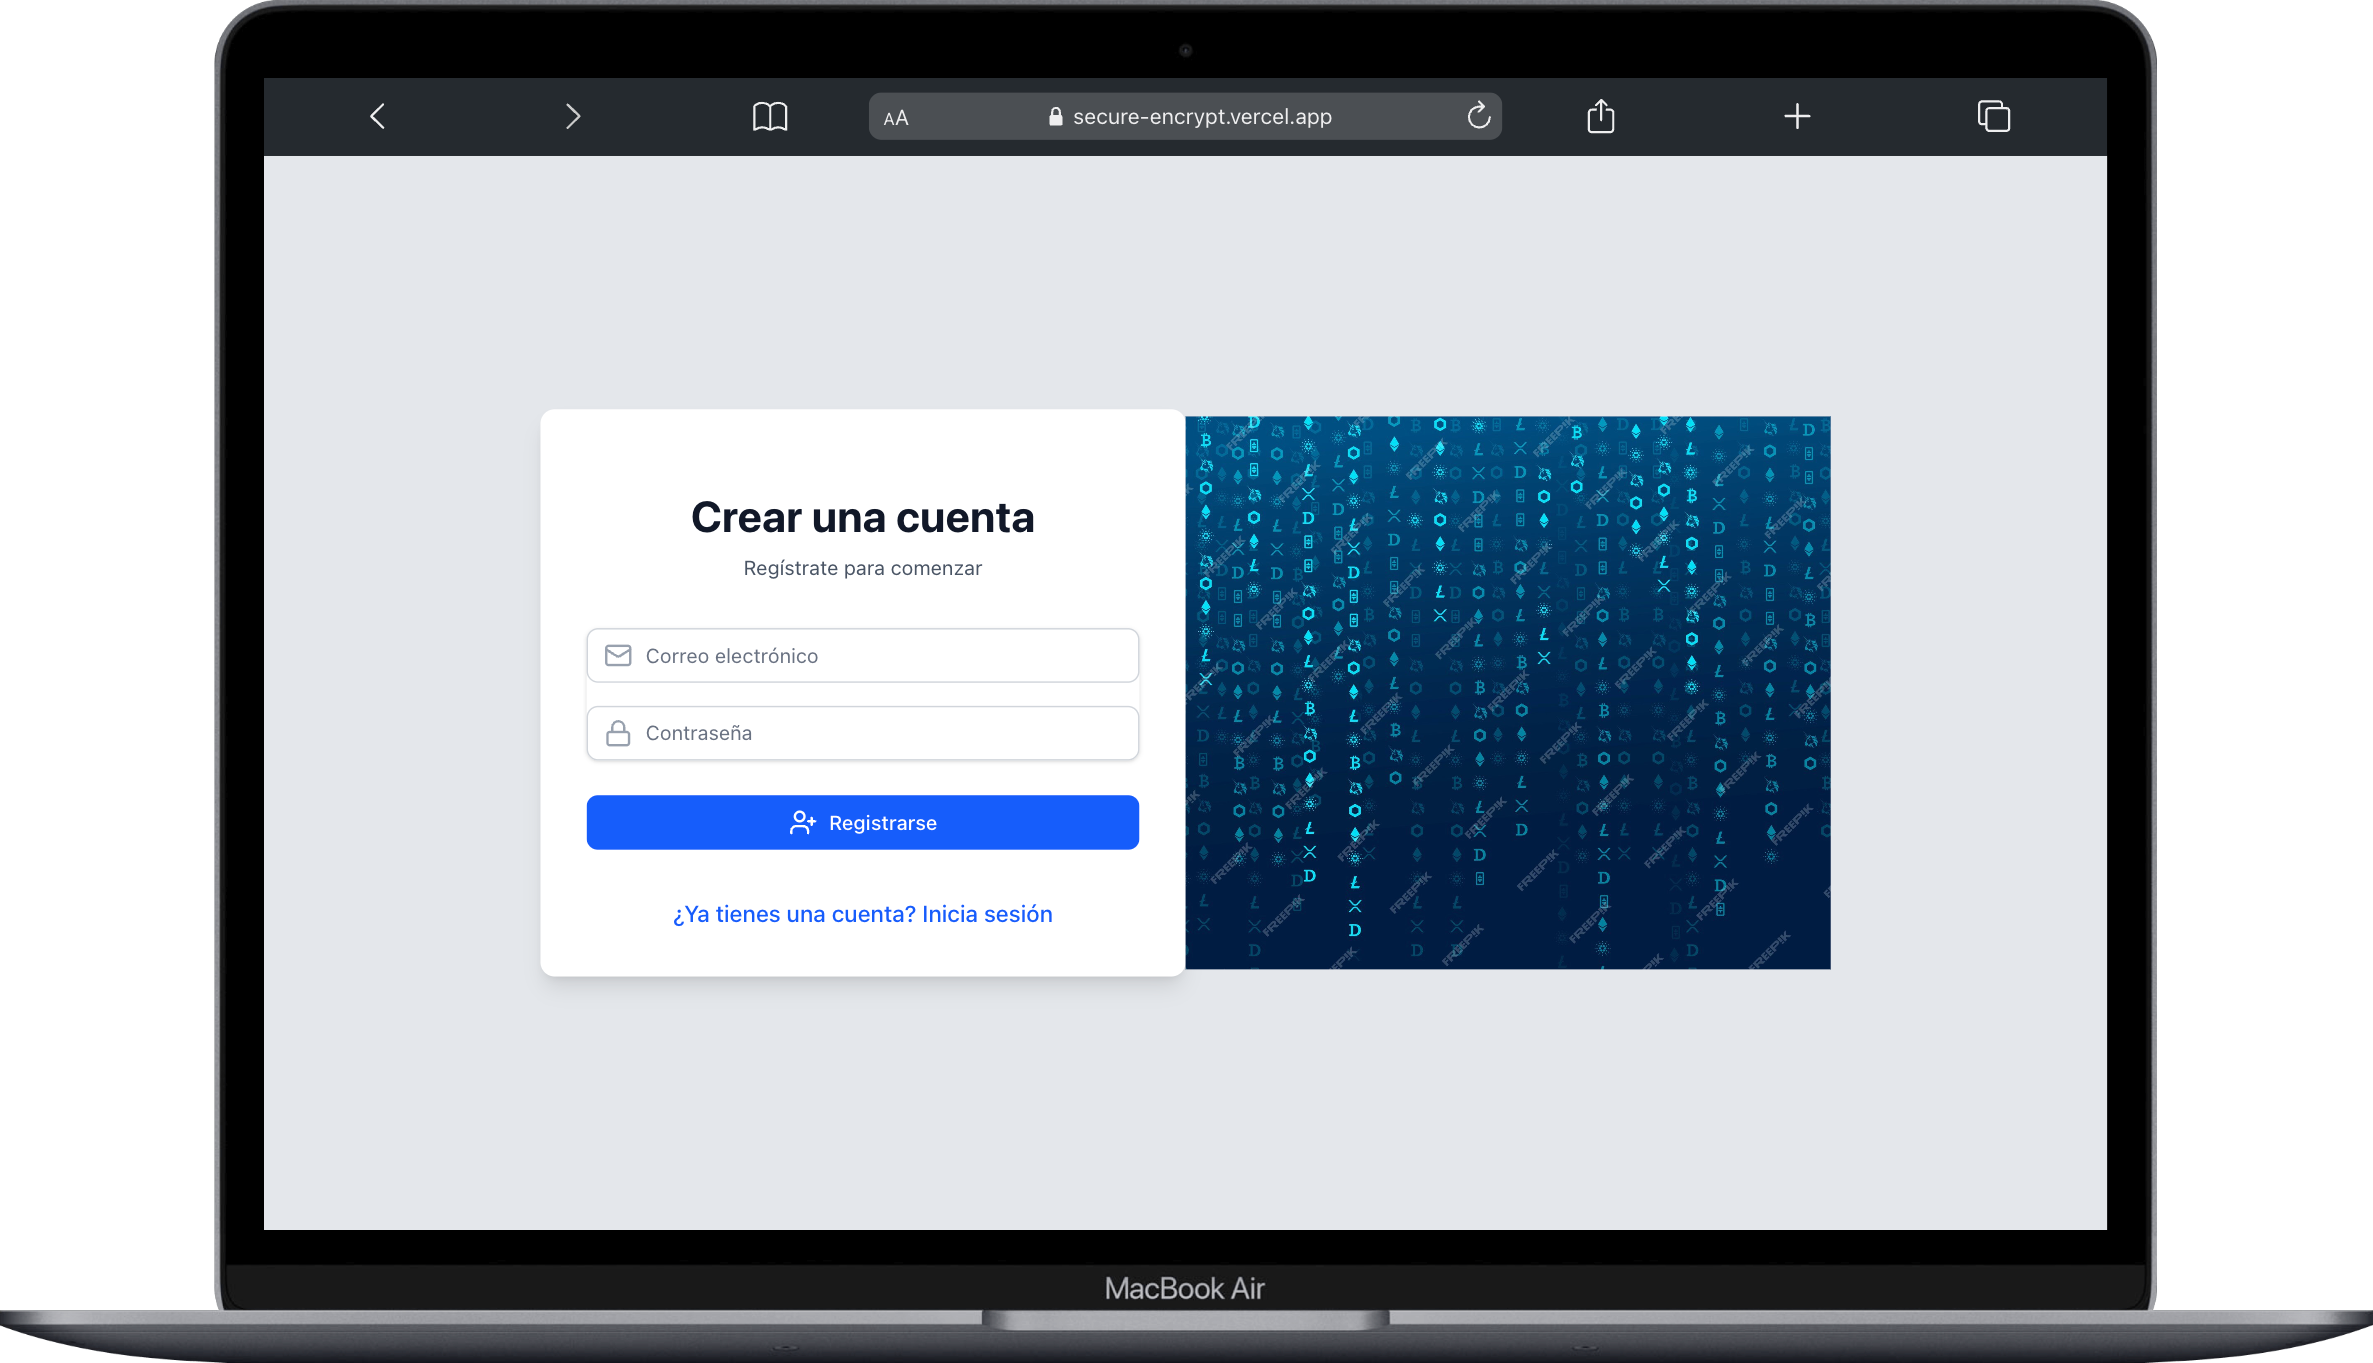 AA
secure-encrypt.vercel.app
Crear una cuenta
Regístrate para comenzar
Correo electrónico
Contraseña
Registrarse
¿Ya tienes una cuenta? Inicia sesión
FREEPIK
MacBook Air